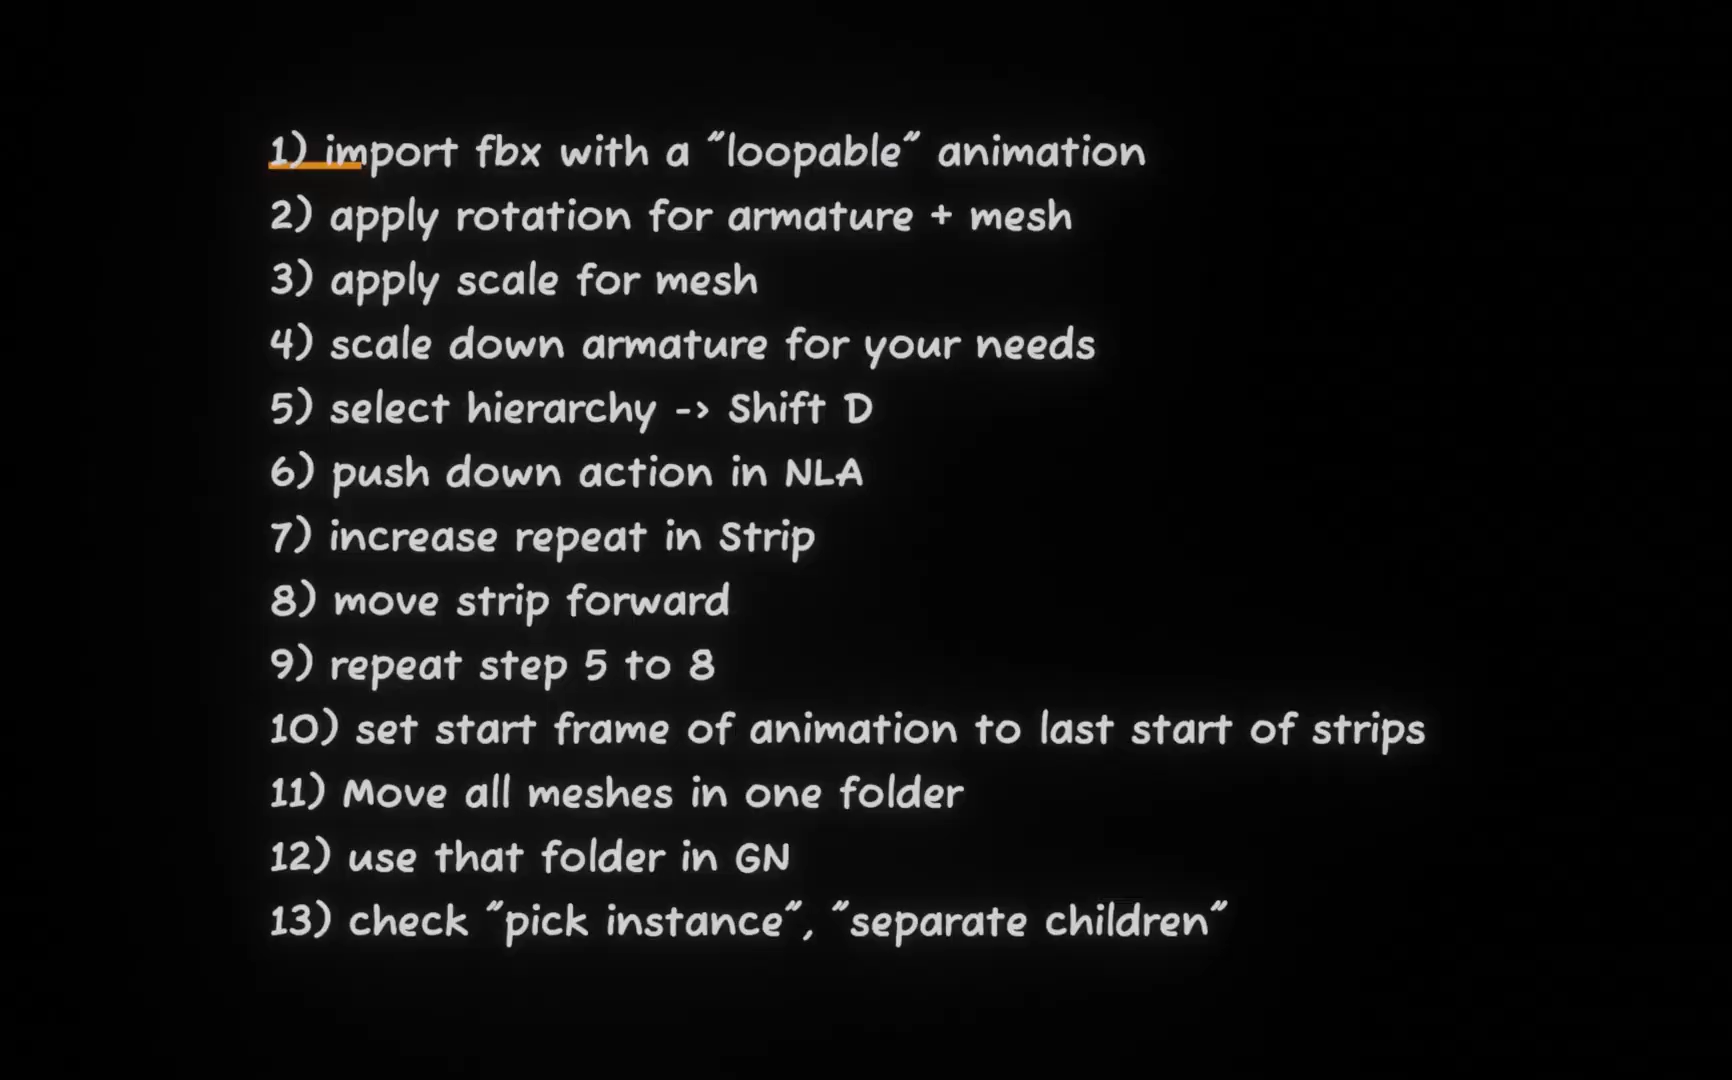 1) import fbx with a "loopable" animation
2) apply rotation for armature + mesh
3) apply scale for mesh
4) scale down armature for your needs
5) select hierarchy -> Shift D
6) push down action in NLA
7) increase repeat in Strip
8) move strip forward
9) repeat step 5 to 8
10) set start frame of animation to last start of strips
11) Move all meshes in one folder
12) use that folder in GN
13) check "pick instance", "separate children"